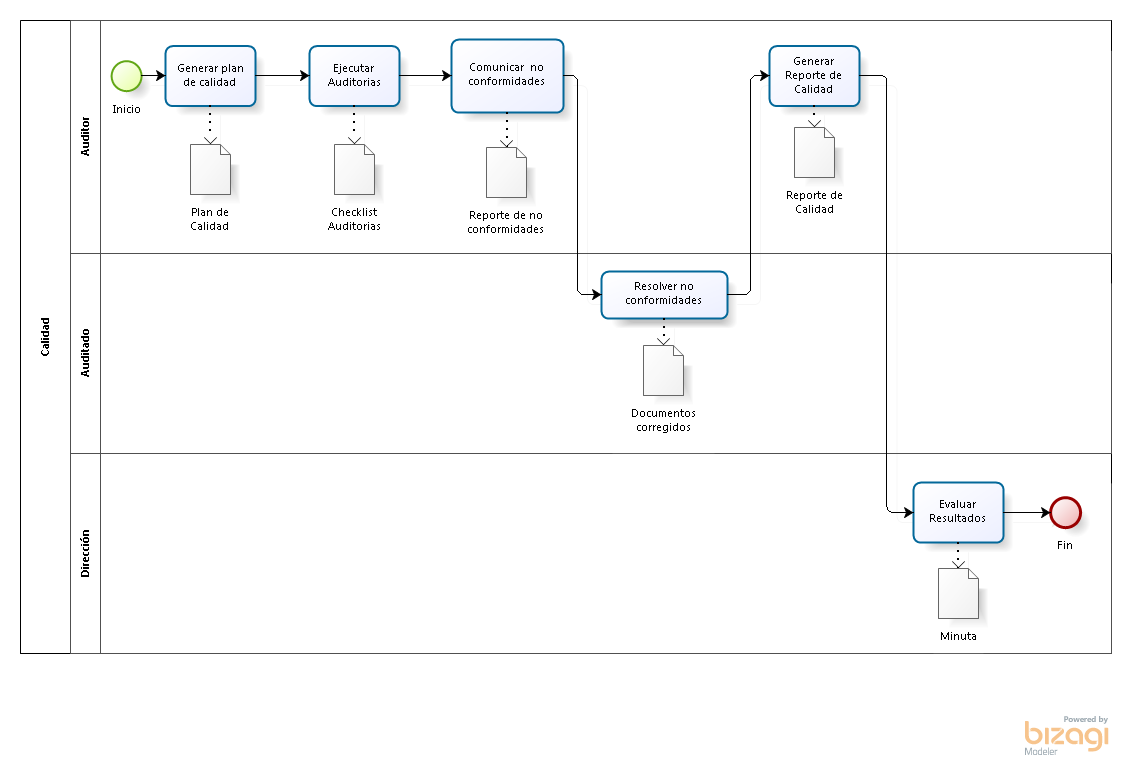 Calidad
Auditor
Inicio
Generar plan
de calidad
Plan de
Calidad
Ejecutar
Auditorias
Checklist
Auditorias
Comunicar no
conformidades
Reporte de no
conformidades
Generar
Reporte de
Calidad
Reporte de
Calidad
Auditado
Resolver no
conformidades
Documentos
corregidos
Dirección
Evaluar
Resultados
Minuta
Fin
Powered by
bizagi
Modeler